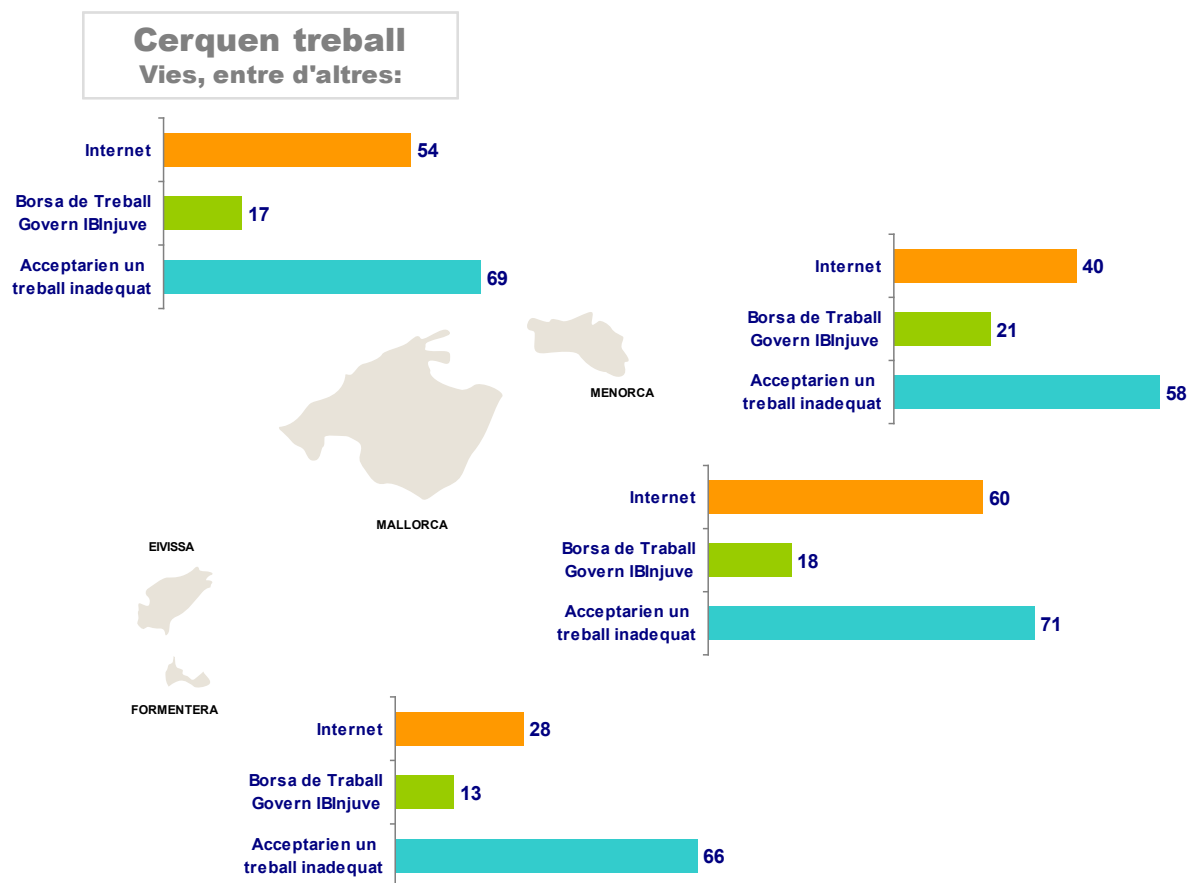 Cerquen treball
Vies, entre d'altres:
Internet
54
Borsa de Treball
Govern IBInjuve
17
Acceptarien un
treball inadequat
69
Internet
40
Borsa de Traball
Govern IBInjuve
21
Acceptarien un
treball inadequat
58
MENORCA
MALLORCA
Internet
60
Borsa de Traball
Govern IBInjuve
18
Acceptarien un
treball inadequat
71
EIVISSA
FORMENTERA
Internet
28
Borsa de Traball
Govern IBInjuve
13
Acceptarien un
treball inadequat
66